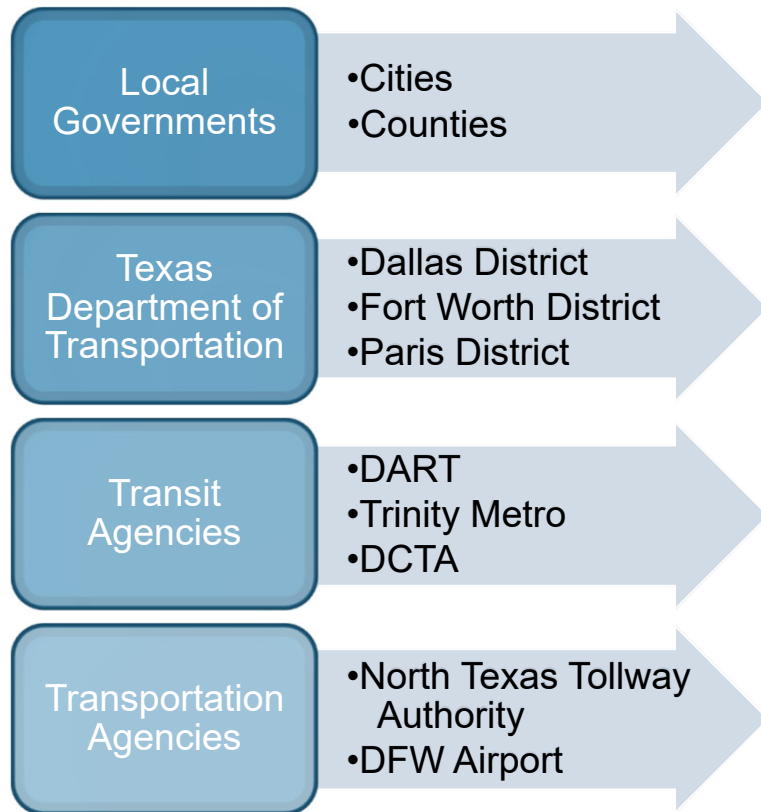 Local
Governments
•Cities
•Counties
Texas
Department of
Transportation
•Dallas District
•Fort Worth District
•Paris District
Transit
Agencies
•DART
•Trinity Metro
•DCTA
Transportation
Agencies
•North Texas Tollway
Authority
•DFW Airport